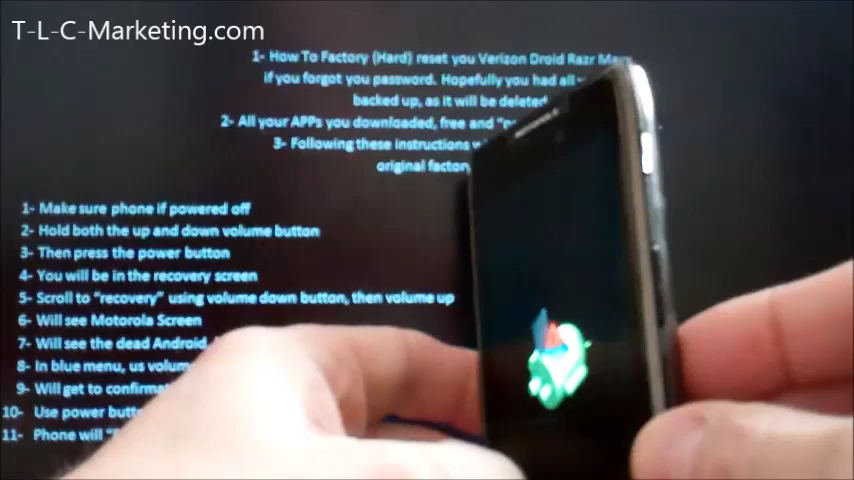 T-L-C-Marketing.com
1- How To Factory (Hard) reset you Verizon Droid Razr
if you forgot you password. Hopefully you had all
backed up, as it will be deleted
2- All your APPs you downloaded, free and
3- Following these instructions
original factory
1- Make sure phone if powered off
2- Hold both the up and down volume button
3- Then press the power button
4- You will be in the recovery screen
5- Scroll to “recovery” using volume down button, then volume up
6- Will see Motorola Screen
7- Will see the dead Android
8- In blue menu, us
9- Will get to
10- Use power
11- Phone will